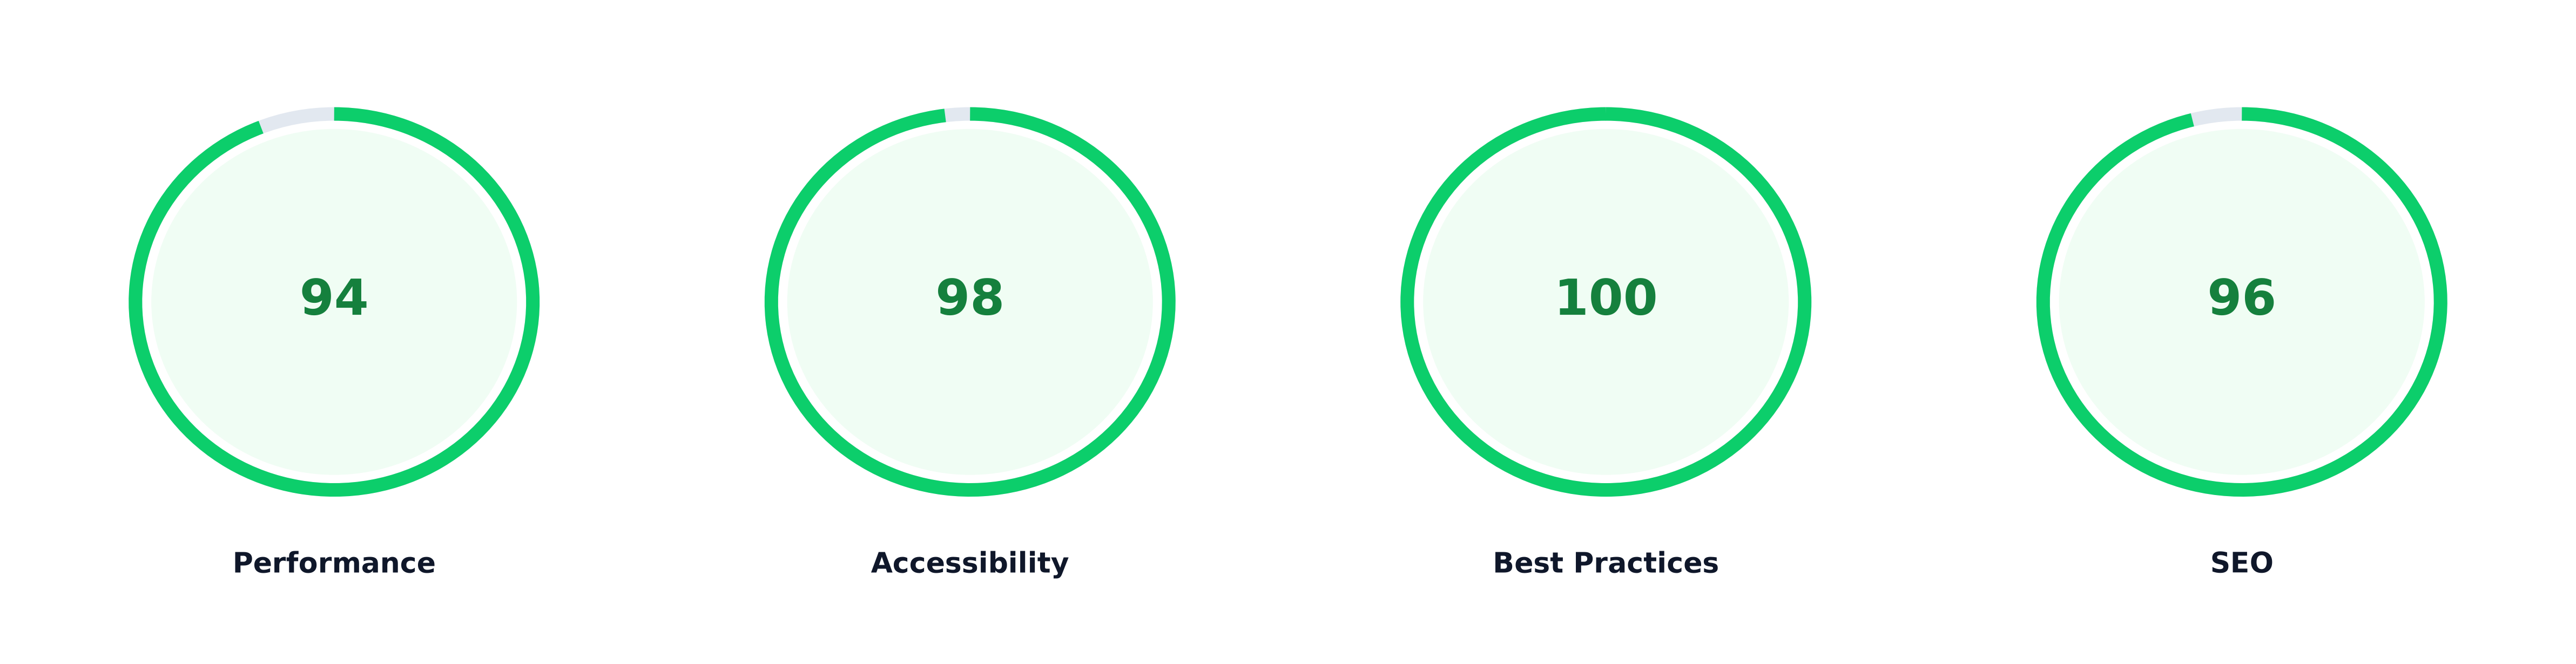 94
98
100
96
Performance
Accessibility
Best Practices
SEO